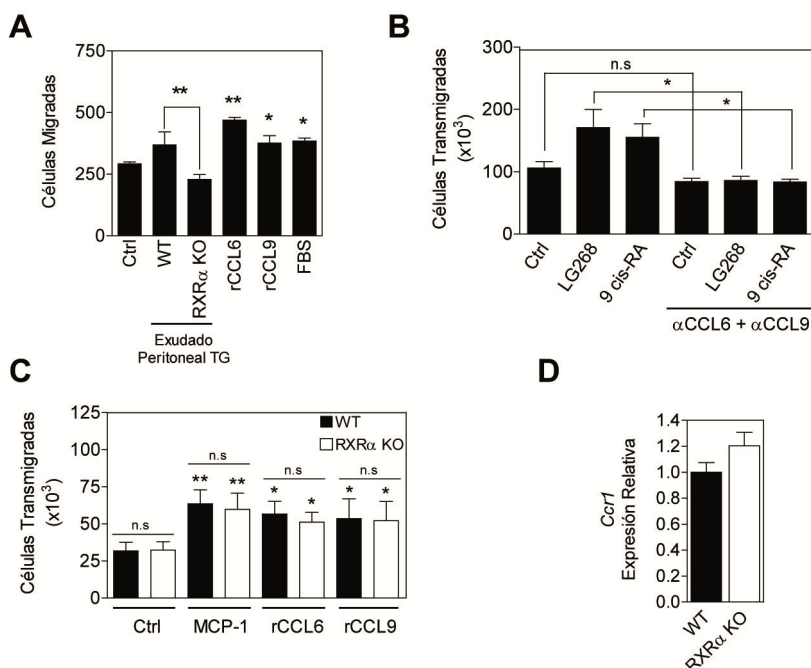 A
Células Migradas
750
500
250
0
**
**
*
*
Ctrl
WT
RXRα KO
rCCL6
rCCL9
FBS
Exudado
Peritoneal TG
B
Células Transmigradas
(x10³)
300
200
100
0
n.s
*
*
Ctrl
LG268
9 cis-RA
Ctrl
LG268
9 cis-RA
αCCL6 + αCCL9
C
Células Transmigradas
(x10³)
125
100
75
50
25
0
WT
RXRα KO
n.s
n.s
n.s
n.s
** **
* *
* *
Ctrl
MCP-1
rCCL6
rCCL9
D
Ccr1
Expresión Relativa
1.4
1.2
1.0
0.8
0.6
0.4
0.2
0.0
WT
RXRα KO